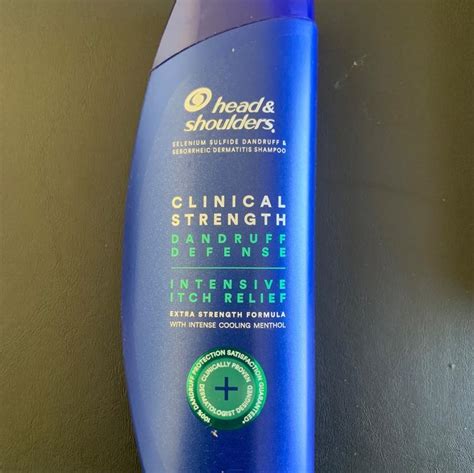 head &
shoulders®
SELENIUM SULFIDE DANDRUFF &
SEBORRHEIC DERMATITIS SHAMPOO
CLINICAL
STRENGTH
DANDRUFF
DEFENSE
INTENSIVE
ITCH RELIEF
EXTRA STRENGTH FORMULA
WITH INTENSE COOLING MENTHOL
100% DANDRUFF PROTECTION SATISFACTION GUARANTEED*
CLINICALLY PROVEN
DERMATOLOGIST DESIGNED
+